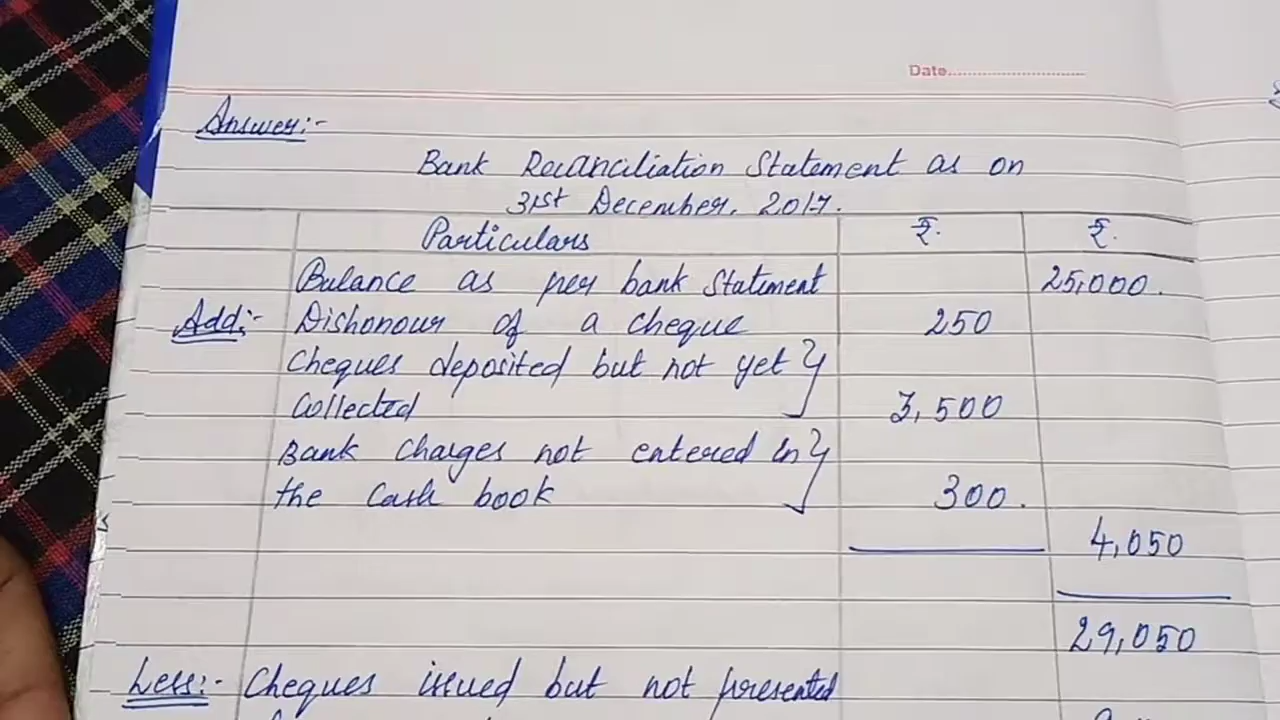 Date
Answer:-
Bank Reconciliation Statement as on
31st December, 2017.
Particulars ₹. ₹.
Balance as per bank statement 25,000.
Add:- Dishonour of a cheque 250
Cheques deposited but not yet
Collected 3,500
Bank Charges not entered in
the Cash book 300.
4,050
29,050
Less:- Cheques issued but not presented